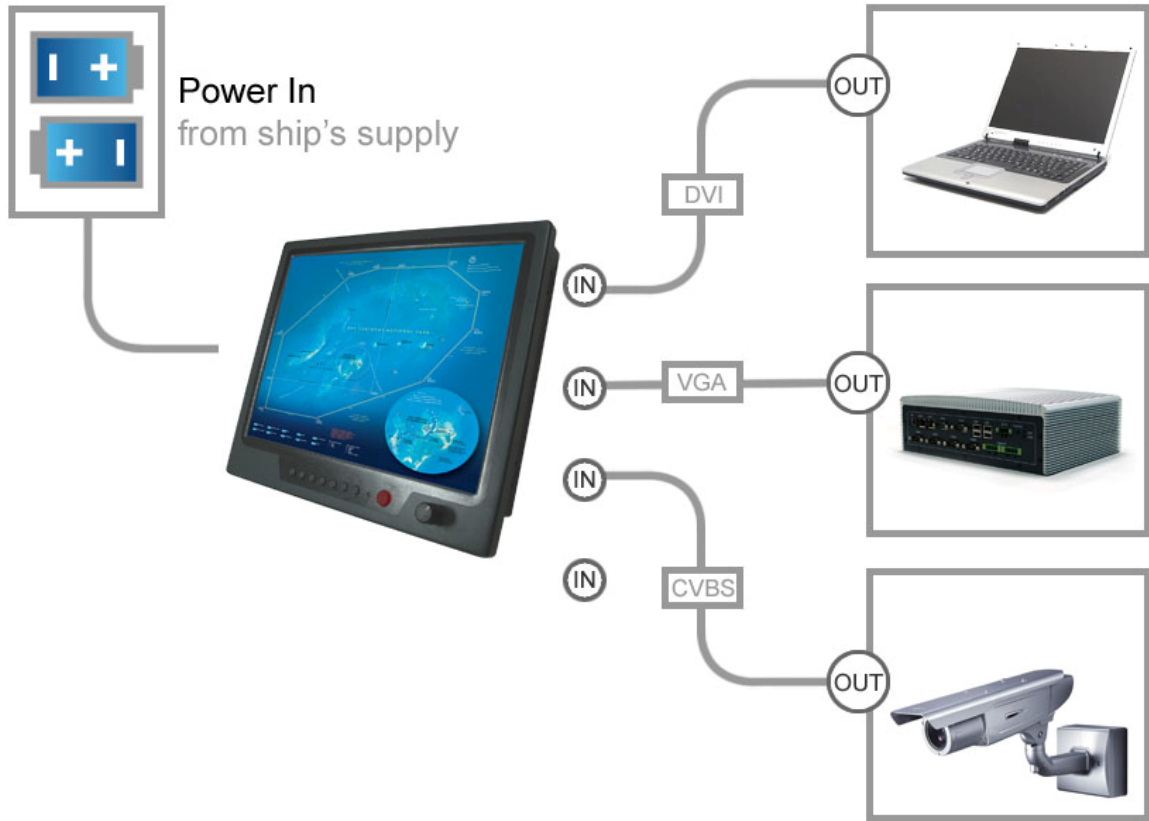 Power In
from ship's supply
OUT
DVI
IN
IN
VGA
OUT
IN
IN
CVBS
OUT